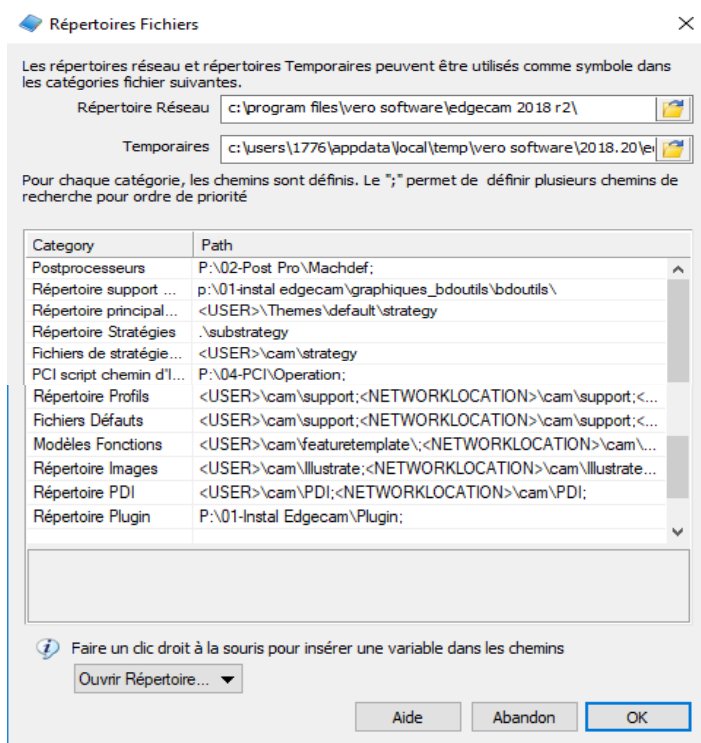 Répertoires Fichiers
Les répertoires réseau et répertoires Temporaires peuvent être utilisés comme symbole dans
les catégories fichier suivantes.
Répertoire Réseau c:\program files\vero software\edgecam 2018 r2\
Temporaires c:\users\1776\appdata\local\temp\vero software\2018.20\e
Pour chaque catégorie, les chemins sont définis. Le ";" permet de définir plusieurs chemins de
recherche pour ordre de priorité
Category Path
Postprocesseurs P:\02-Post Pro\Machdef;
Répertoire support ... p:\01-instal edgecam\graphiques_bdoutils\bdoutils\
Répertoire principal... <USER>\Themes\default\strategy
Répertoire Stratégies .\substrategy
Fichiers de stratégie... <USER>\cam\strategy
PCI script chemin d'I... P:\04-PCI\Operation;
Répertoire Profils <USER>\cam\support;<NETWORKLOCATION>\cam\support;<...
Fichiers Défauts <USER>\cam\support;<NETWORKLOCATION>\cam\support;<...
Modèles Fonctions <USER>\cam\featuretemplate\;<NETWORKLOCATION>\cam\...
Répertoire Images <USER>\cam\Illustrate;<NETWORKLOCATION>\cam\Illustrate...
Répertoire PDI <USER>\cam\PDI;<NETWORKLOCATION>\cam\PDI;
Répertoire Plugin P:\01-Instal Edgecam\Plugin;
Faire un clic droit à la souris pour insérer une variable dans les chemins
Ouvrir Répertoire...
Aide Abandon OK